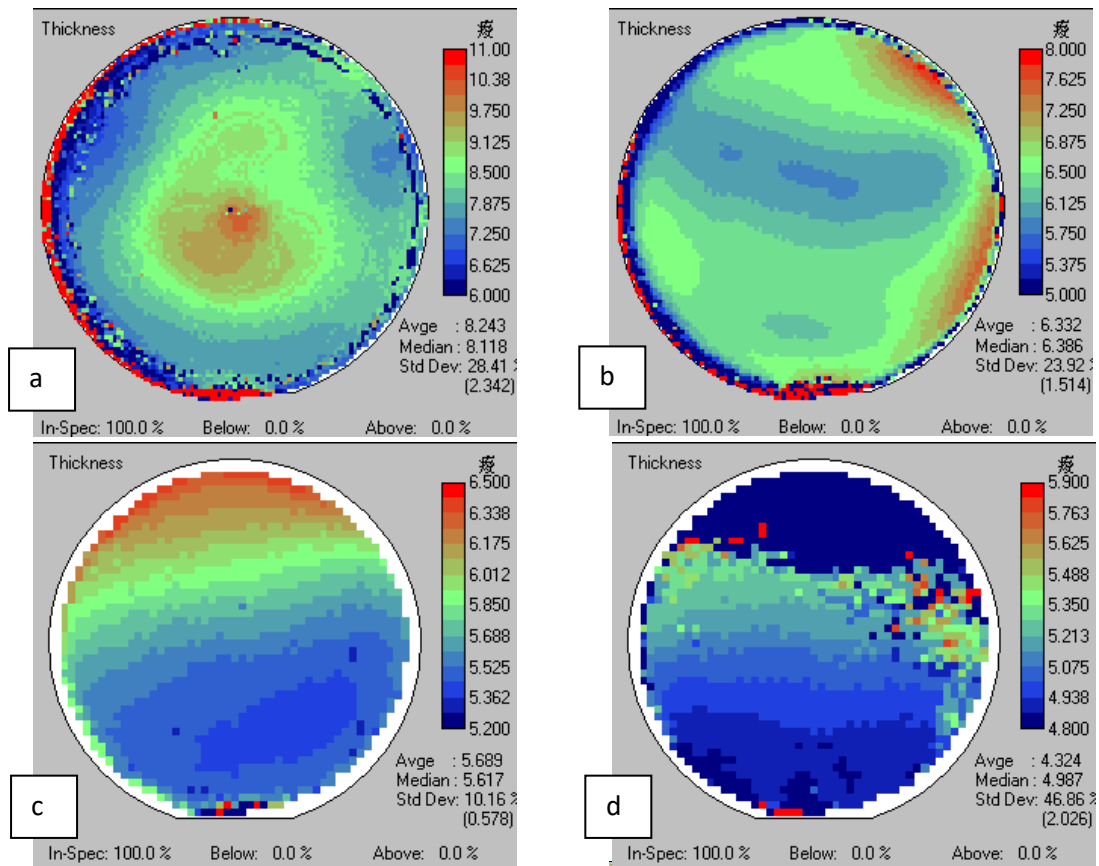 Thickness
癈
11.00
10.38
9.750
9.125
8.500
7.875
7.250
6.625
6.000
Avge : 8.243
Median : 8.118
Std Dev: 28.41 %
(2.342)
a
In-Spec: 100.0 % Below: 0.0 % Above: 0.0 %
Thickness
癈
8.000
7.625
7.250
6.875
6.500
6.125
5.750
5.375
5.000
Avge : 6.332
Median : 6.386
Std Dev: 23.92 %
(1.514)
b
In-Spec: 100.0 % Below: 0.0 % Above: 0.0 %
Thickness
癈
6.500
6.338
6.175
6.012
5.850
5.688
5.525
5.362
5.200
Avge : 5.689
Median : 5.617
Std Dev: 10.16 %
(0.578)
c
In-Spec: 100.0 % Below: 0.0 % Above: 0.0 %
Thickness
癈
5.900
5.763
5.625
5.488
5.350
5.213
5.075
4.938
4.800
Avge : 4.324
Median : 4.987
Std Dev: 46.86 %
(2.026)
d
In-Spec: 100.0 % Below: 0.0 % Above: 0.0 %